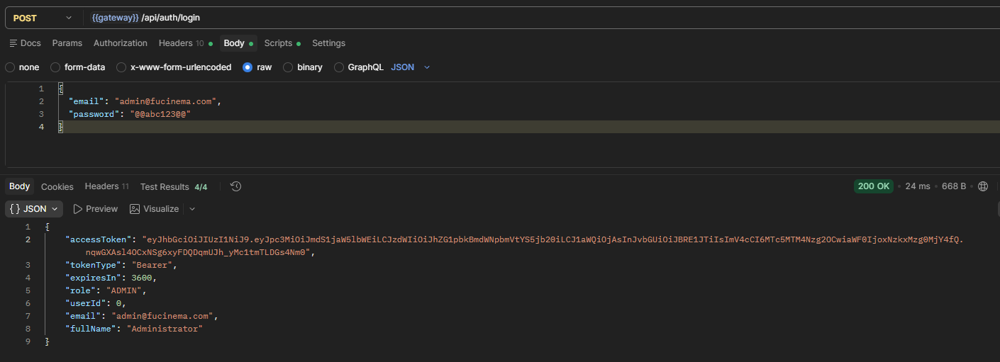 POST {{gateway}} /api/auth/login
Docs Params Authorization Headers 10 Body Scripts Settings
none form-data x-www-form-urlencoded raw binary GraphQL JSON
1 {
2 "email": "admin@fucinema.com",
3 "password": "@@abc123@@"
4 }
Body Cookies Headers 11 Test Results 4/4 200 OK 24 ms 668 B
{} JSON Preview Visualize
1 {
2 "accessToken": "eyJhbGciOiJIUzI1NiJ9.eyJpc3MiOiJmdS1jaW5lbWEiLCJzdWIiOiJhZG1pbkBmdWNpbmVtYS5jb20iLCJ1aWQiOjAsInJvbGUiOiJBRE1JTiIsImV4cCI6MTc5MTM4Nzg2OCwiaWF0IjoxNzkxMzg0MjY4fQ.
nqwGXAsl4OCxNSg6xyFDQDqmUJh_yMc1tmTLDGs4Nm0",
3 "tokenType": "Bearer",
4 "expiresIn": 3600,
5 "role": "ADMIN",
6 "userId": 0,
7 "email": "admin@fucinema.com",
8 "fullName": "Administrator"
9 }